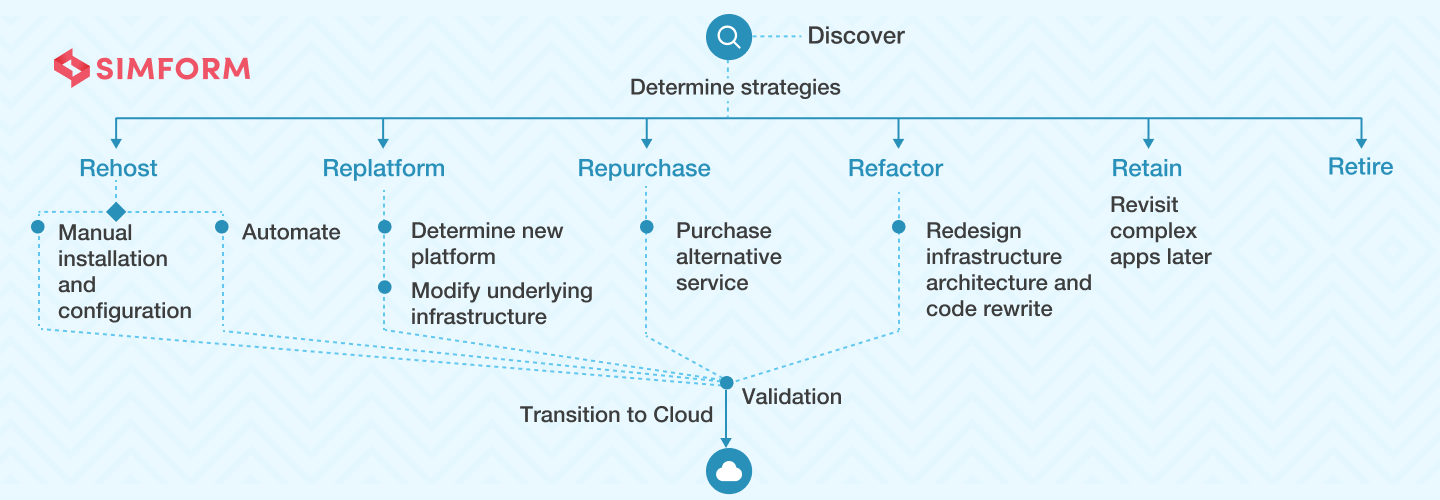 SIMFORM
Discover
Determine strategies
Rehost
Replatform
Repurchase
Refactor
Retain
Retire
Manual
installation
and
configuration
Automate
Determine new
platform
Modify underlying
infrastructure
Purchase
alternative
service
Redesign
infrastructure
architecture and
code rewrite
Revisit
complex
apps later
Validation
Transition to Cloud